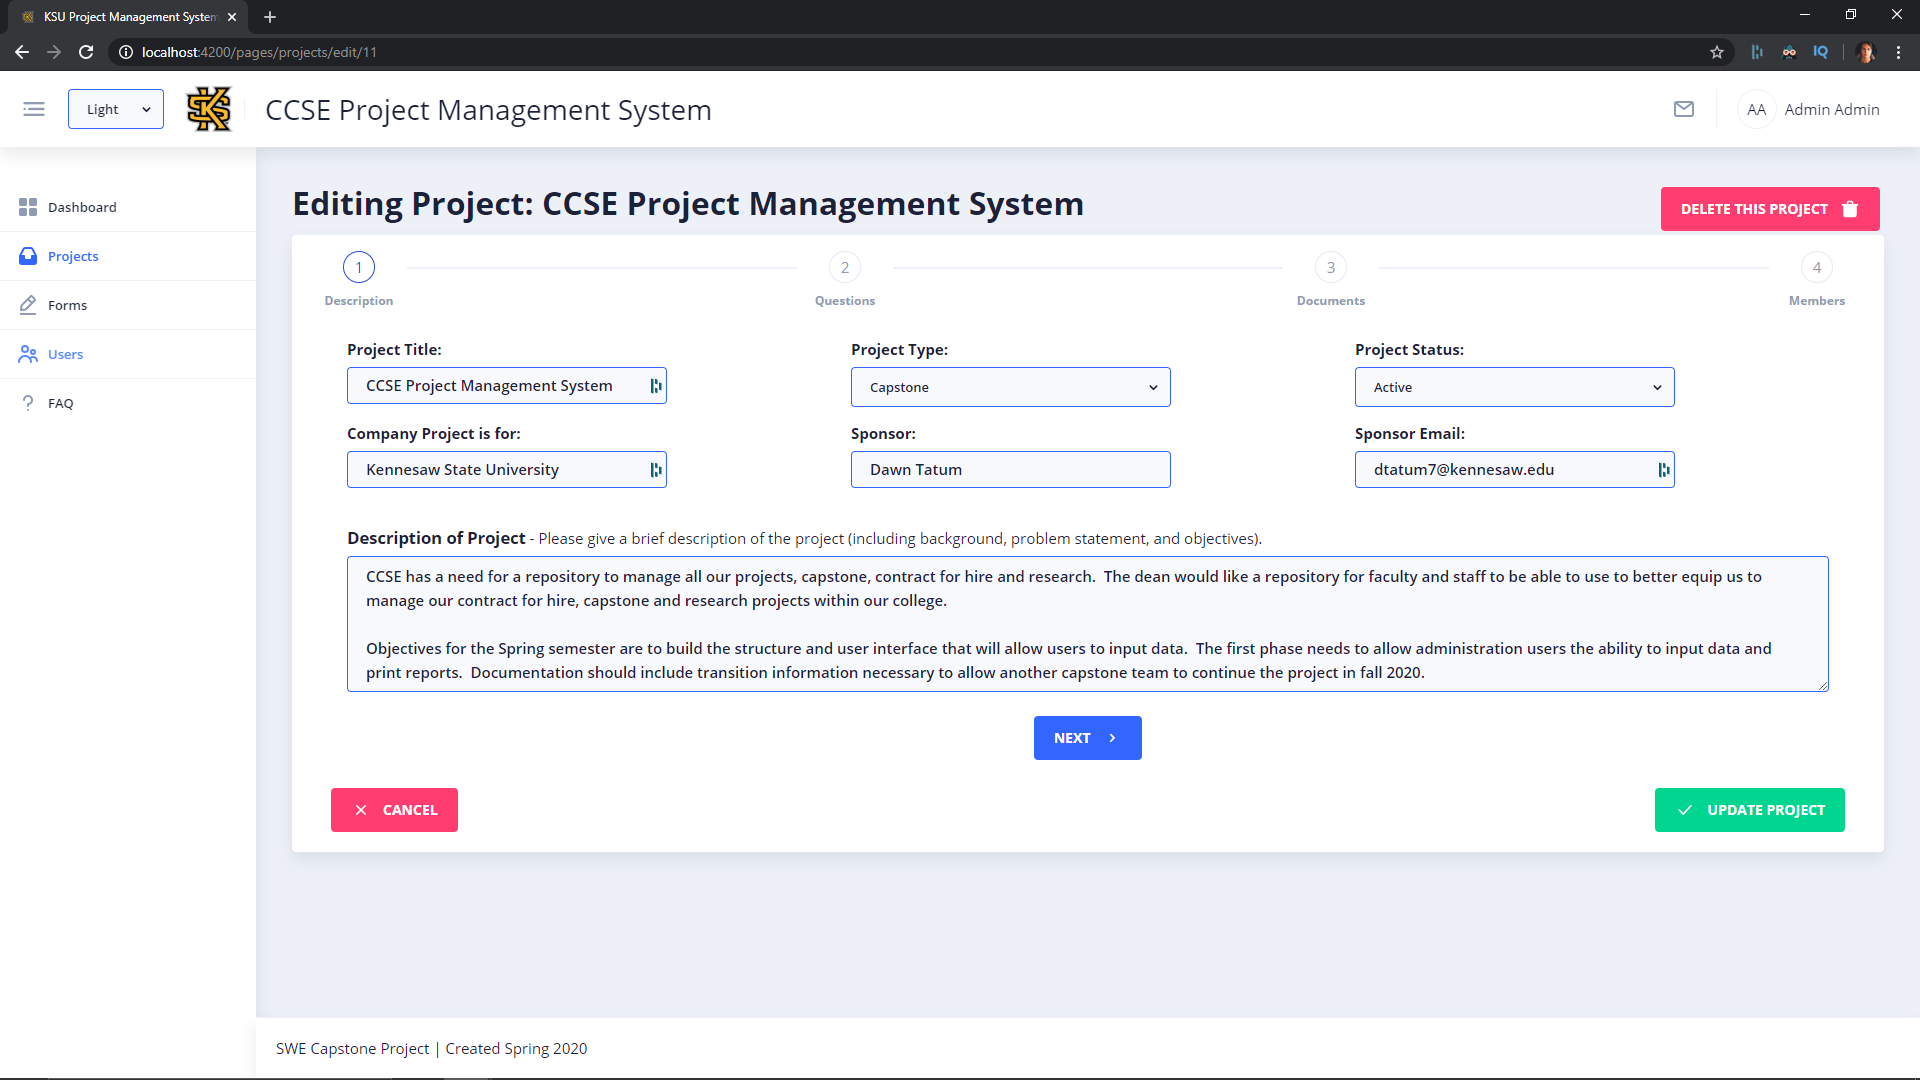 KSU Project Management System
localhost:4200/pages/projects/edit/11
IQ
Light
KS
CCSE Project Management System
AA
Admin Admin
Dashboard
Projects
Forms
Users
FAQ
Editing Project: CCSE Project Management System
DELETE THIS PROJECT
1
2
3
4
Description
Questions
Documents
Members
Project Title:
Project Type:
Project Status:
CCSE Project Management System
Capstone
Active
Company Project is for:
Sponsor:
Sponsor Email:
Kennesaw State University
Dawn Tatum
dtatum7@kennesaw.edu
Description of Project - Please give a brief description of the project (including background, problem statement, and objectives).
CCSE has a need for a repository to manage all our projects, capstone, contract for hire and research.  The dean would like a repository for faculty and staff to be able to use to better equip us to
manage our contract for hire, capstone and research projects within our college.
Objectives for the Spring semester are to build the structure and user interface that will allow users to input data.  The first phase needs to allow administration users the ability to input data and
print reports.  Documentation should include transition information necessary to allow another capstone team to continue the project in fall 2020.
NEXT
CANCEL
UPDATE PROJECT
SWE Capstone Project | Created Spring 2020